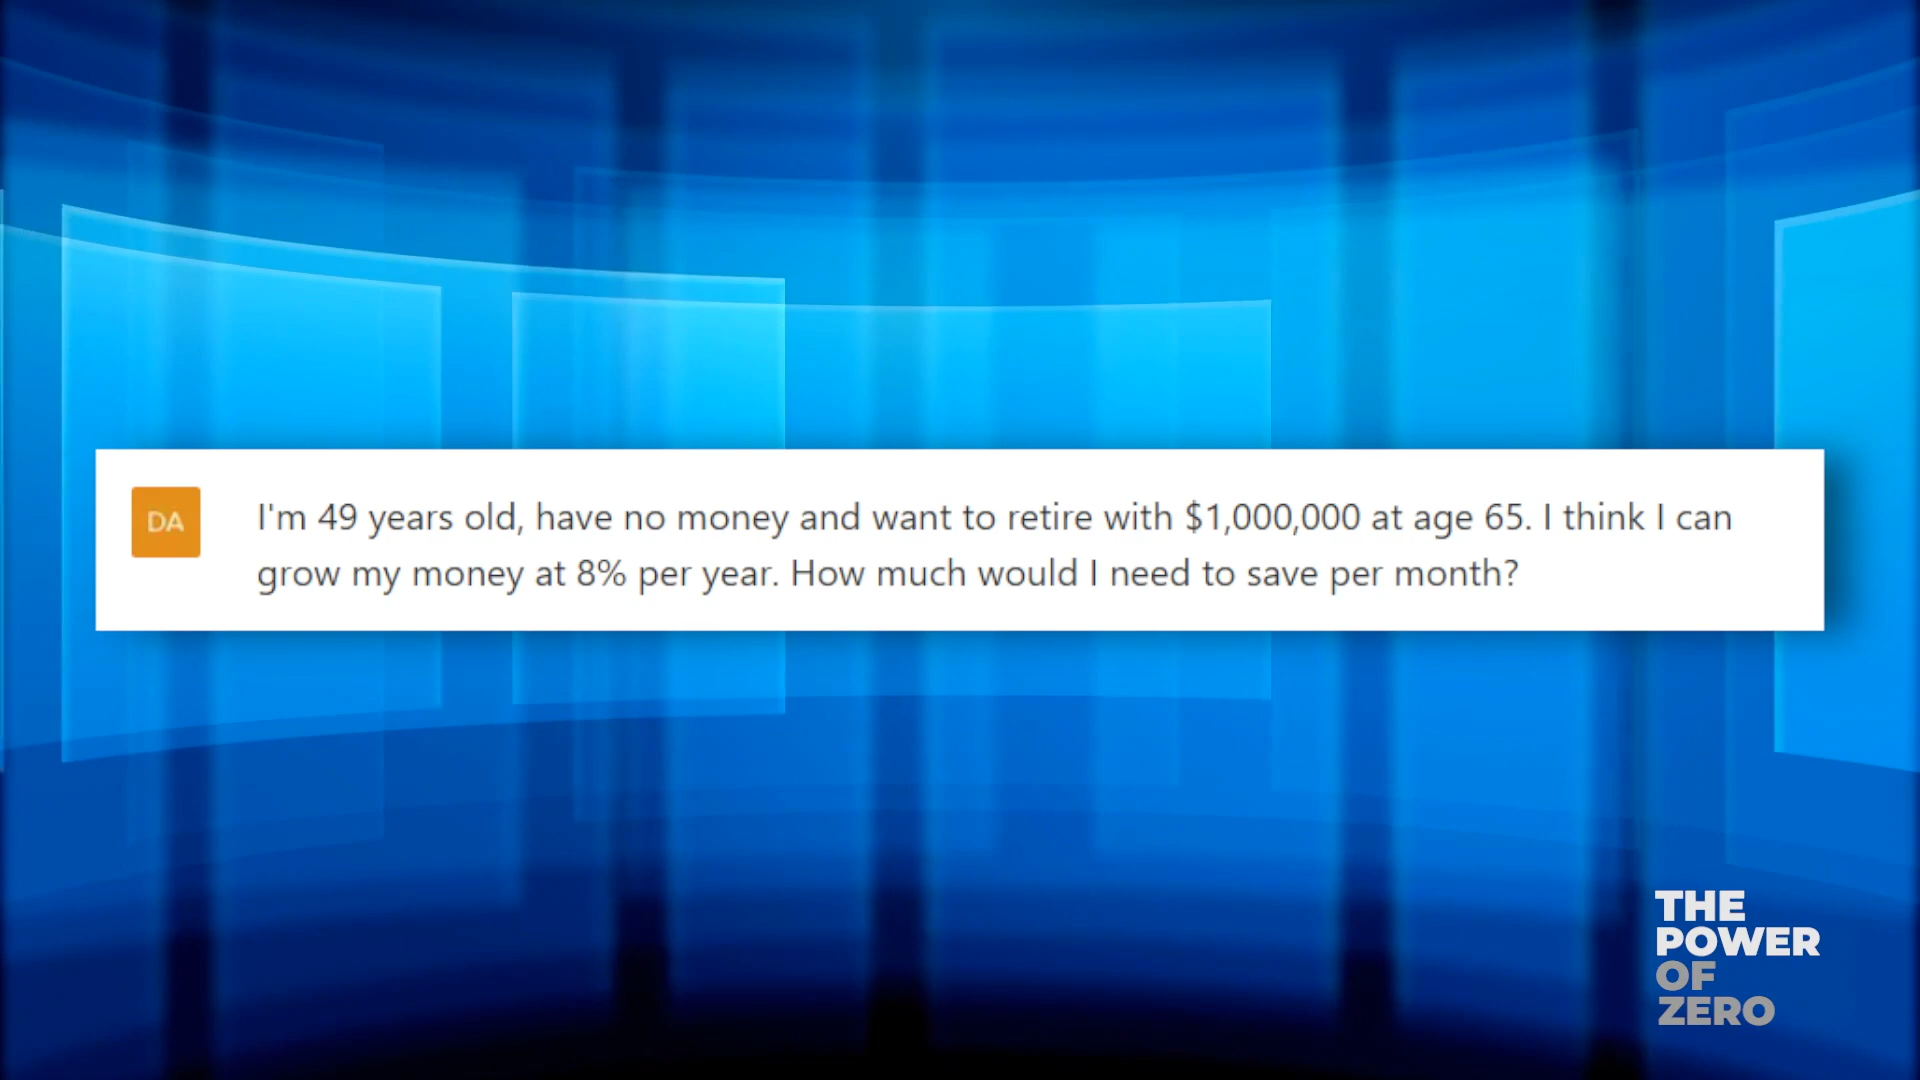 DA
I'm 49 years old, have no money and want to retire with $1,000,000 at age 65. I think I can
grow my money at 8% per year. How much would I need to save per month?
THE
POWER
OF
ZERO